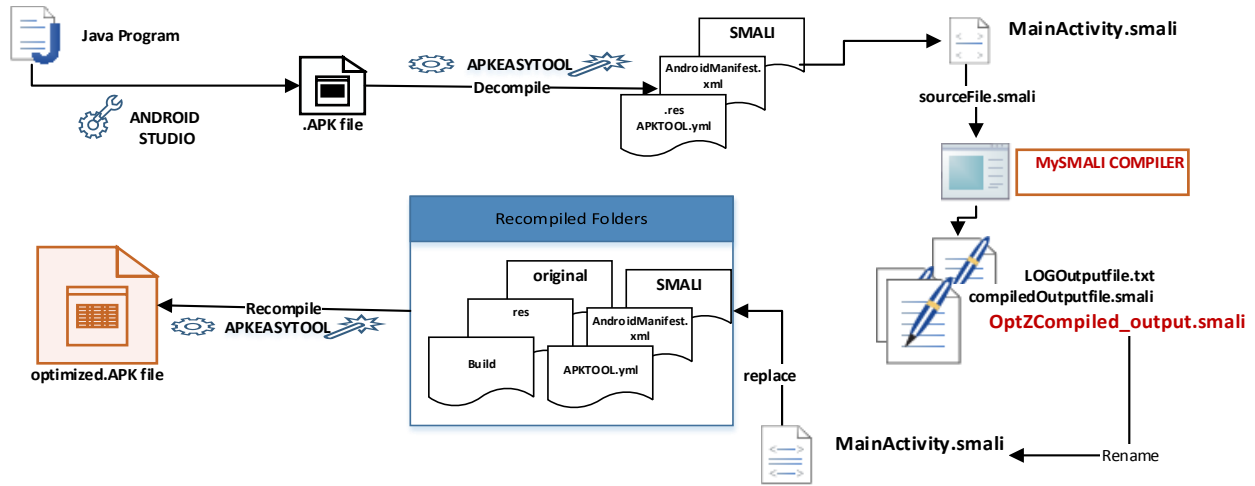 Java Program
ANDROID
STUDIO
.APK file
APKEASYTOOL
Decompile
SMALI
AndroidManifest.
xml
.res
APKTOOL.yml
MainActivity.smali
sourceFile.smali
MySMALI COMPILER
LOGOutputfile.txt
compiledOutputfile.smali
OptZCompiled_output.smali
Rename
MainActivity.smali
replace
Recompiled Folders
original
SMALI
res
AndroidManifest.
xml
Build
APKTOOL.yml
Recompile
APKEASYTOOL
optimized.APK file